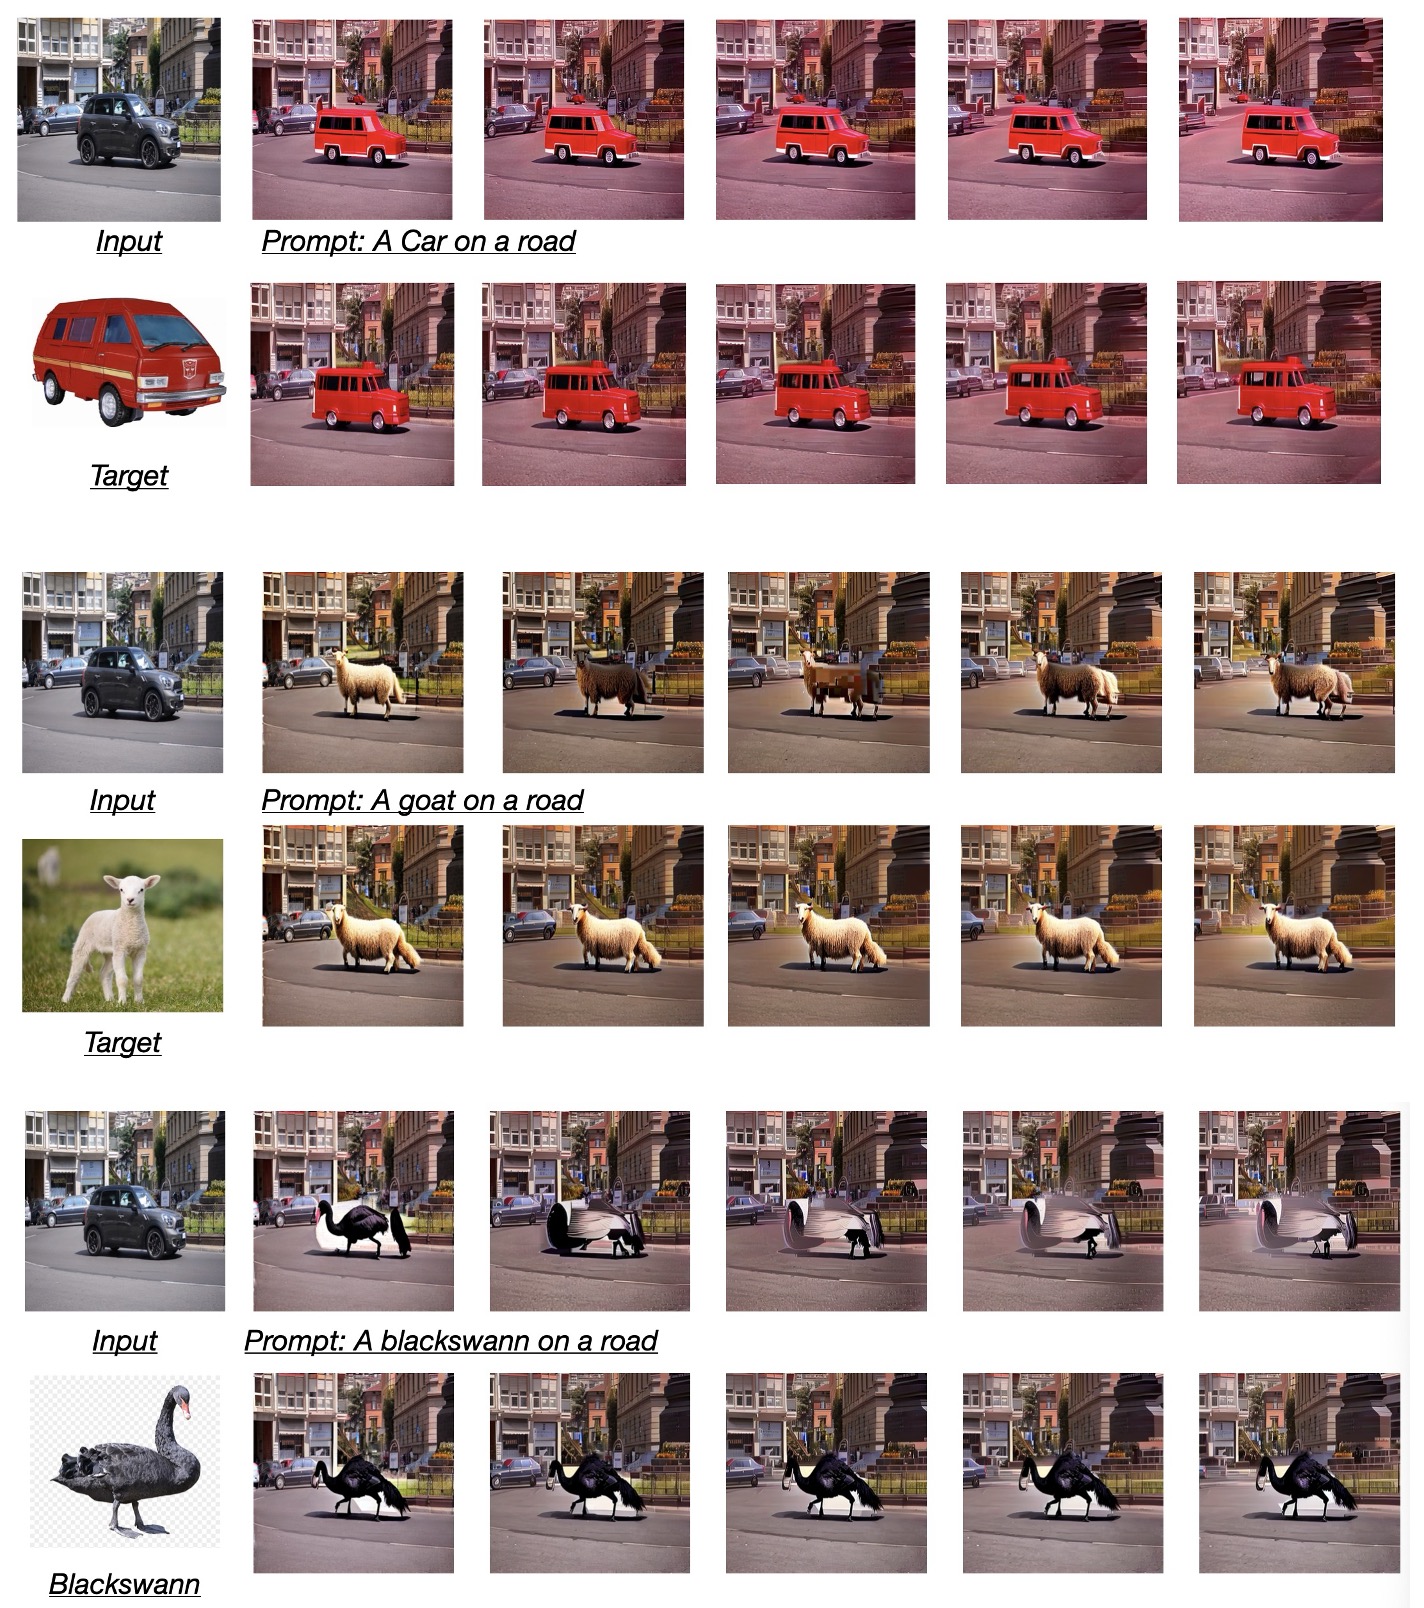 Input
Prompt: A Car on a road
Target
Input
Prompt: A goat on a road
Target
Input
Prompt: A blackswann on a road
Blackswann